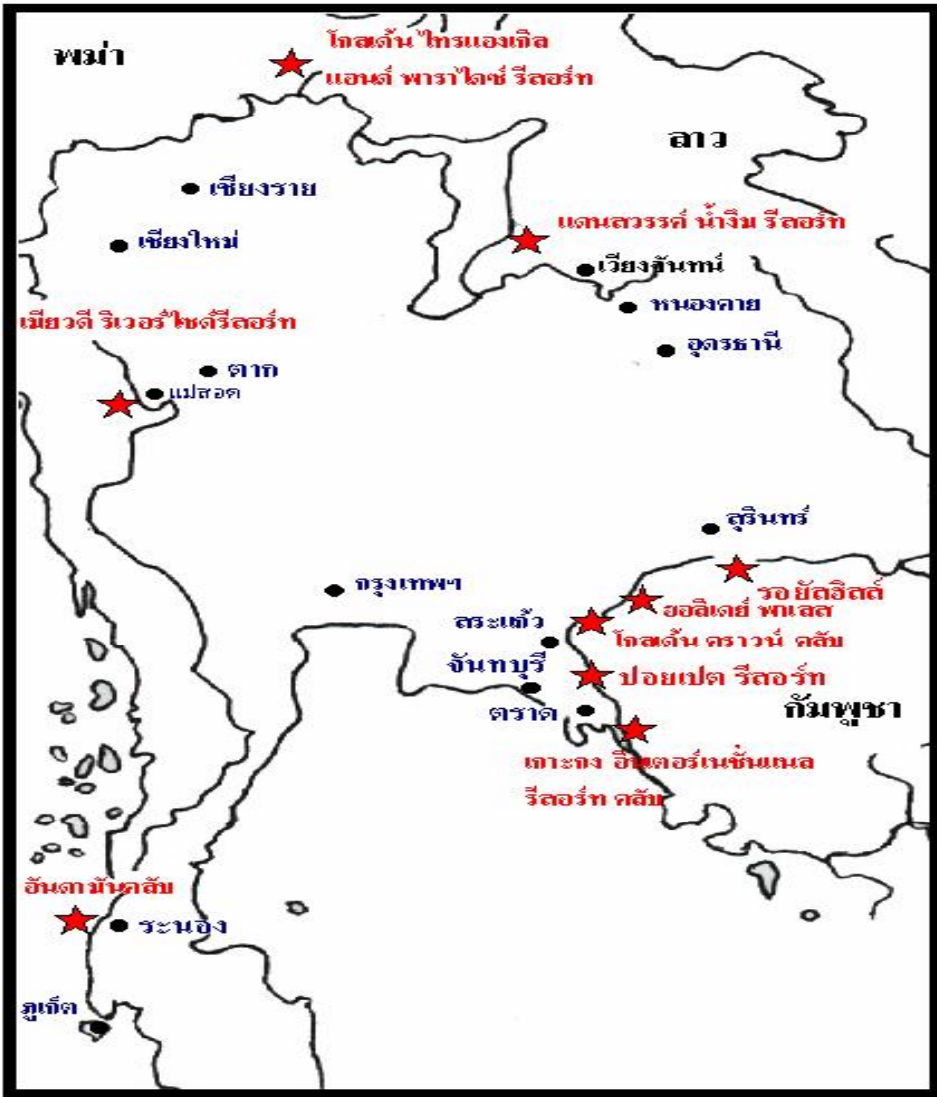 พม่า
โกลเด้น ไทรแองเกิล
แอนด์ พาราไดซ์ รีสอร์ท
ลาว
เชียงราย
แดนสวรรค์ น้ำงึม รีสอร์ท
เชียงใหม่
เวียงจันทน์
หนองคาย
เมียวดี ริเวอร์ไซด์รีสอร์ท
อุดรธานี
ตาก
แม่สอด
สุรินทร์
กรุงเทพฯ
รอยัลฮิลล์
ฮอลิเดย์ พาเลส
สระแก้ว
โกลเด้น คราวน์ คลับ
จันทบุรี
ปอยเปต รีสอร์ท
ตราด
กัมพูชา
เกาะกง อินเตอร์เนชั่นแนล
รีสอร์ท คลับ
อันดามันคลับ
ระนอง
ภูเก็ต